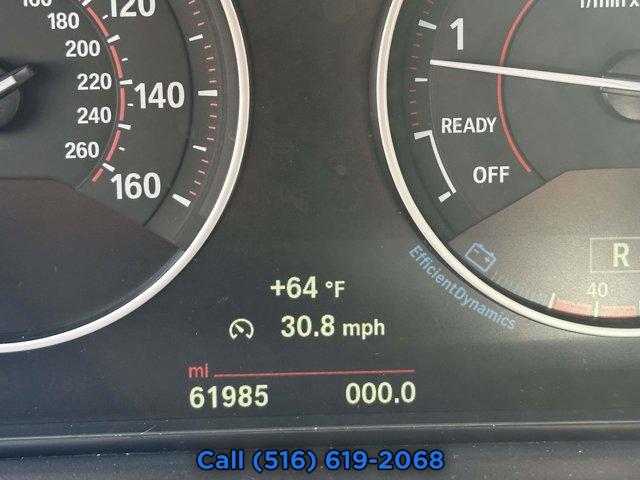 160
120
180
200
220
140
240
260
160
1
READY
OFF
R
EfficientDynamics
40
+64 °F
30.8 mph
mi
61985 000.0
Call (516) 619-2068